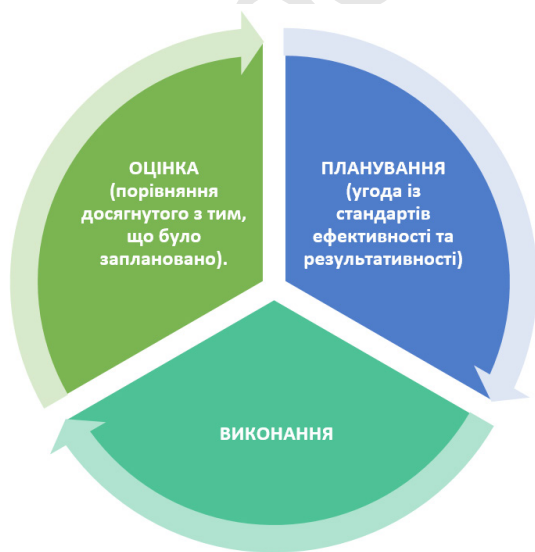 ОЦІНКА
(порівняння
досягнутого з тим,
що було
заплановано).
ПЛАНУВАННЯ
(угода із
стандартів
ефективності та
результативності)
ВИКОНАННЯ